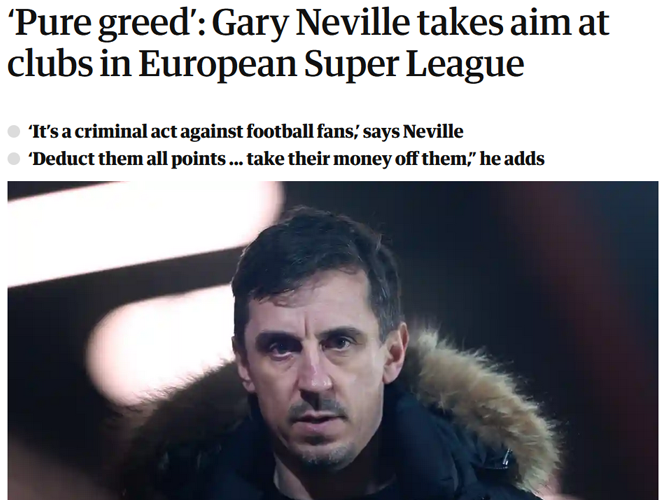 ‘Pure greed’: Gary Neville takes aim at
clubs in European Super League
‘It’s a criminal act against football fans,’ says Neville
‘Deduct them all points ... take their money off them,” he adds